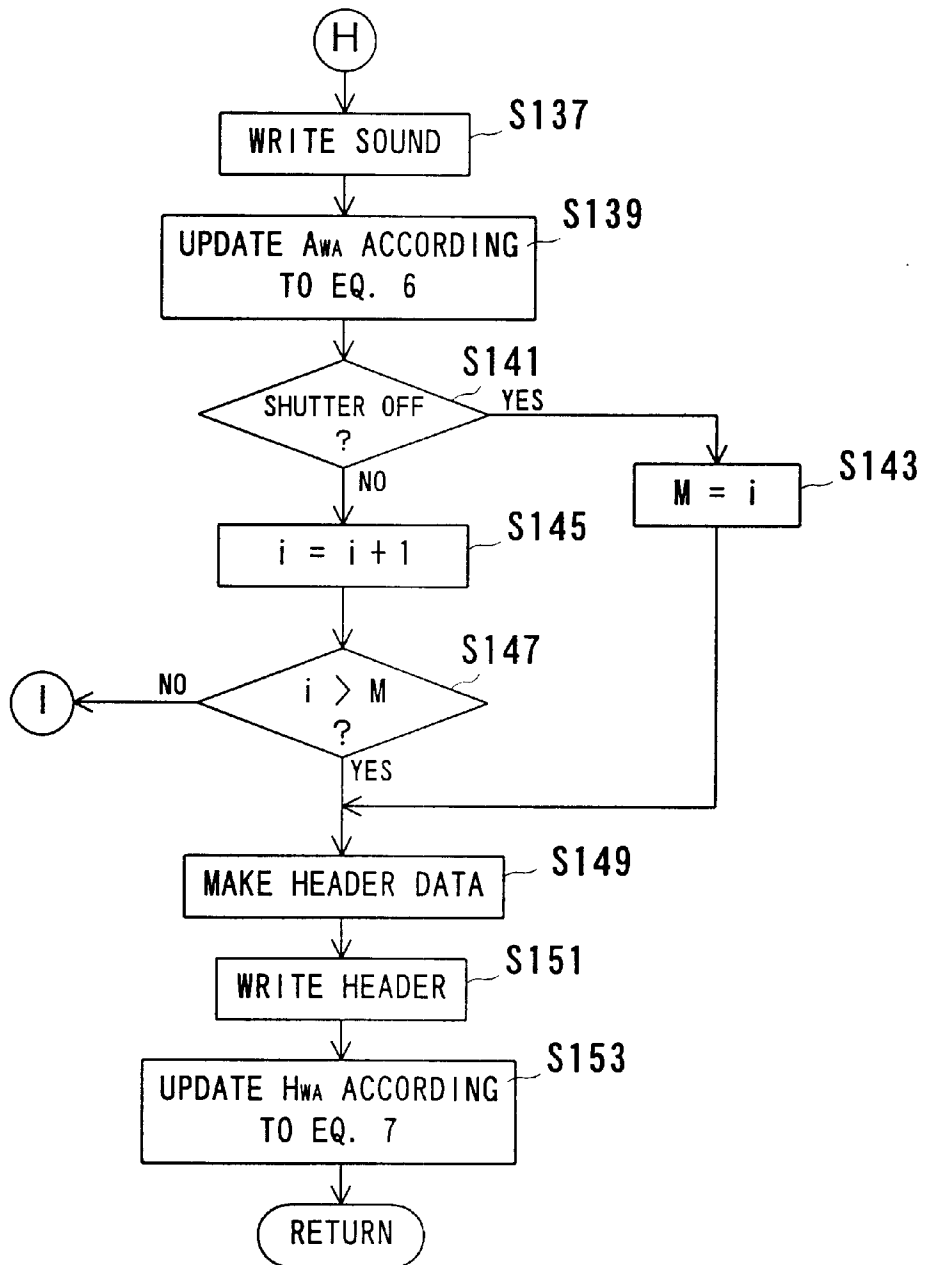 H
S137
WRITE SOUND
S139
UPDATE AWA ACCORDING
TO EQ. 6
S141
SHUTTER OFF
?
YES
NO
S143
M = i
S145
i = i + 1
S147
i > M
?
NO
I
YES
S149
MAKE HEADER DATA
S151
WRITE HEADER
S153
UPDATE HWA ACCORDING
TO EQ. 7
RETURN